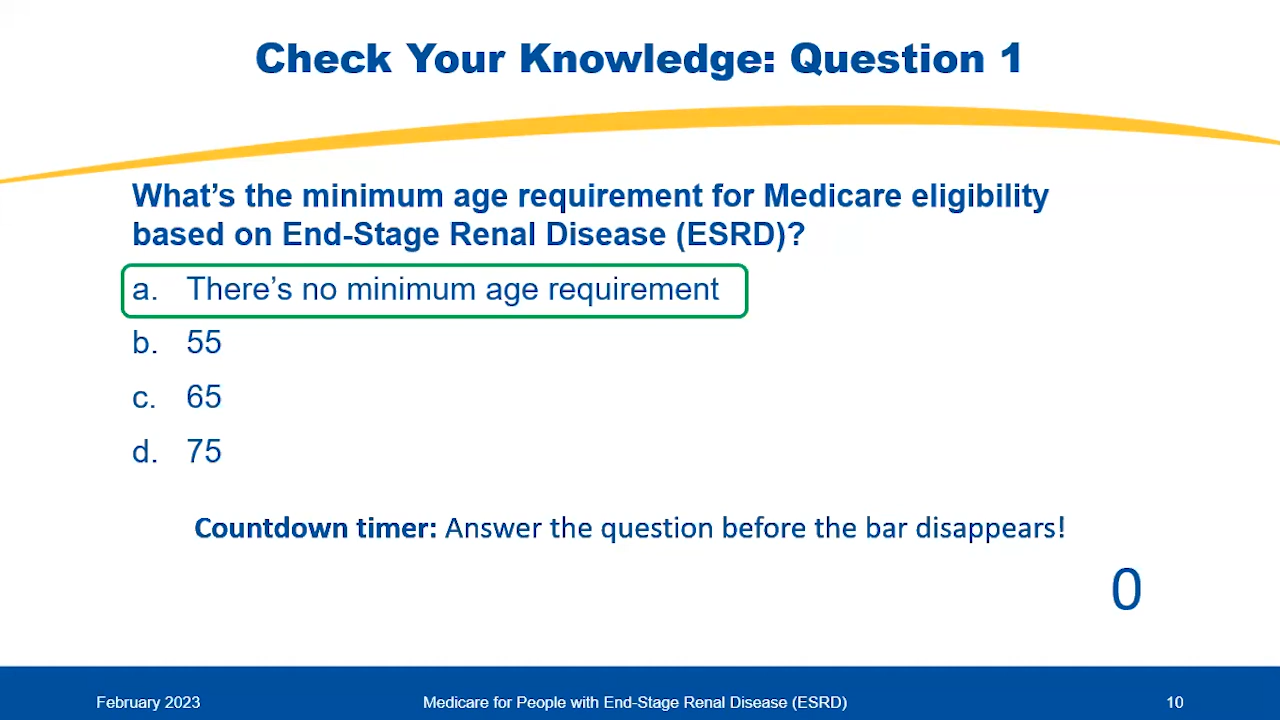 Check Your Knowledge: Question 1
What’s the minimum age requirement for Medicare eligibility
based on End-Stage Renal Disease (ESRD)?
a. There’s no minimum age requirement
b. 55
c. 65
d. 75
Countdown timer: Answer the question before the bar disappears!
0
February 2023 Medicare for People with End-Stage Renal Disease (ESRD) 10